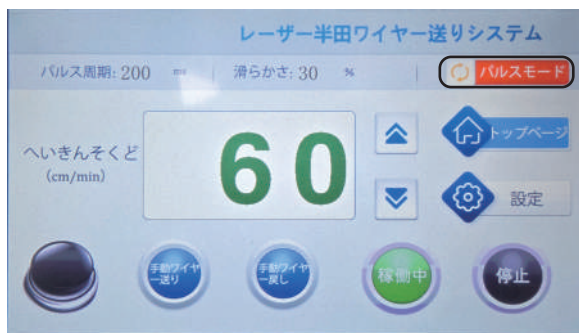 レーザー半田ワイヤー送りシステム
パルス周期: 200 ms
滑らかさ: 30 %
パルスモード
へいきんそくど
(cm/min)
60
トップページ
設定
手動ワイヤ
ー送り
手動ワイヤ
ー戻し
稼働中
停止